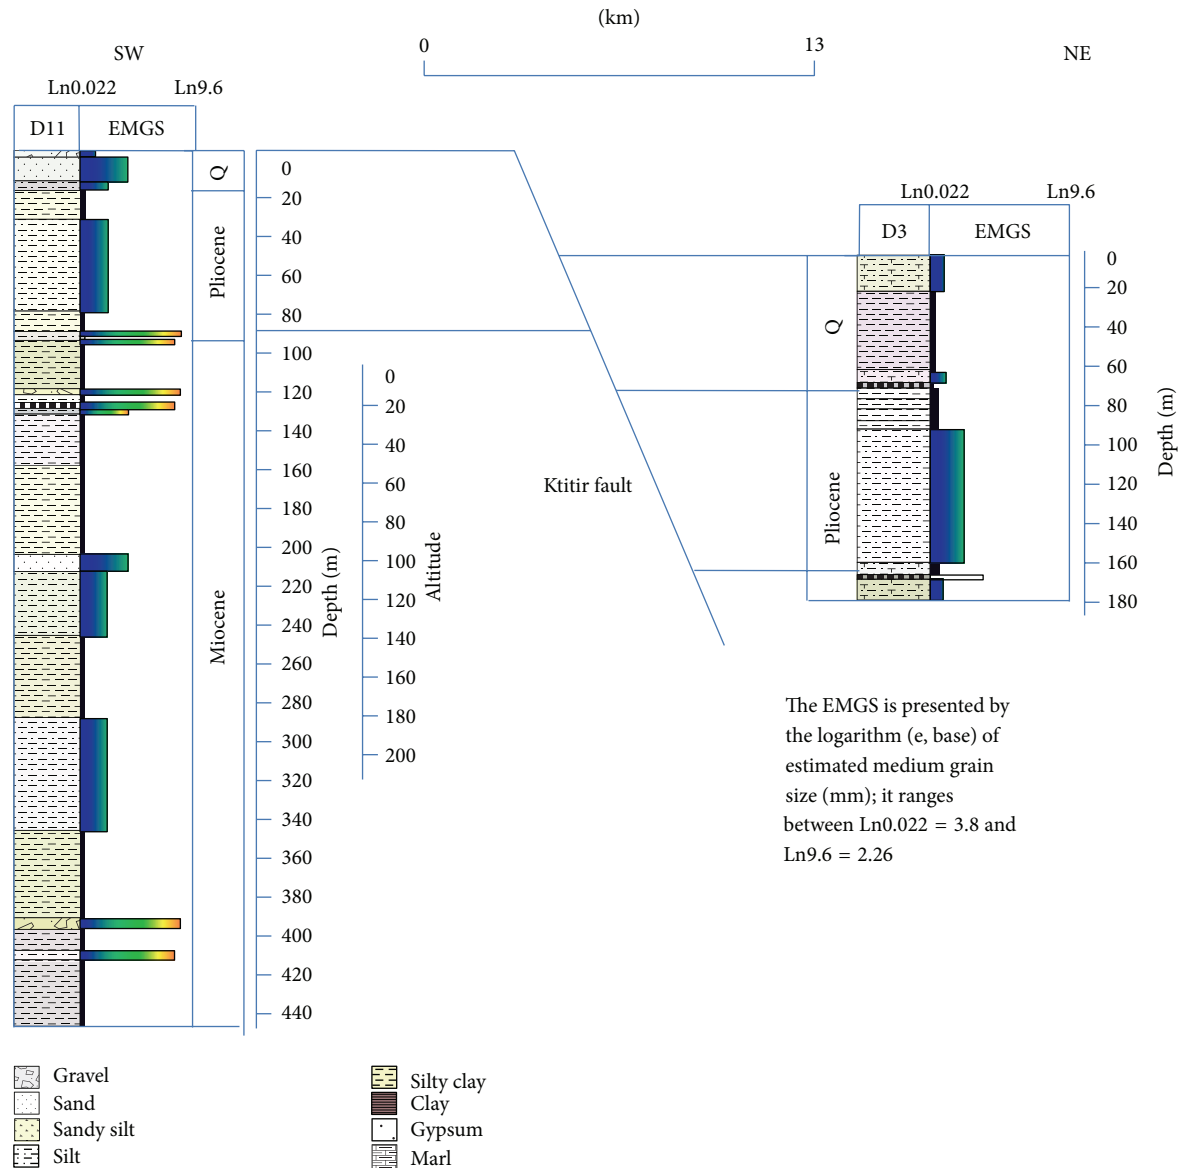 (km)
0 13
SW
NE
Ln0.022 Ln9.6
D11 EMGS
Q
Pliocene
Miocene
0
20
40
60
80
100
120
140
160
180
200
220
240
260
280
300
320
340
360
380
400
420
440
Depth (m)
0
20
40
60
80
100
120
140
160
180
200
Altitude
Ktitir fault
Ln0.022 Ln9.6
D3 EMGS
Q
Pliocene
0
20
40
60
80
100
120
140
160
180
Depth (m)
The EMGS is presented by
the logarithm (e, base) of
estimated medium grain
size (mm); it ranges
between Ln0.022 = 3.8 and
Ln9.6 = 2.26
Gravel
Sand
Sandy silt
Silt
Silty clay
Clay
Gypsum
Marl